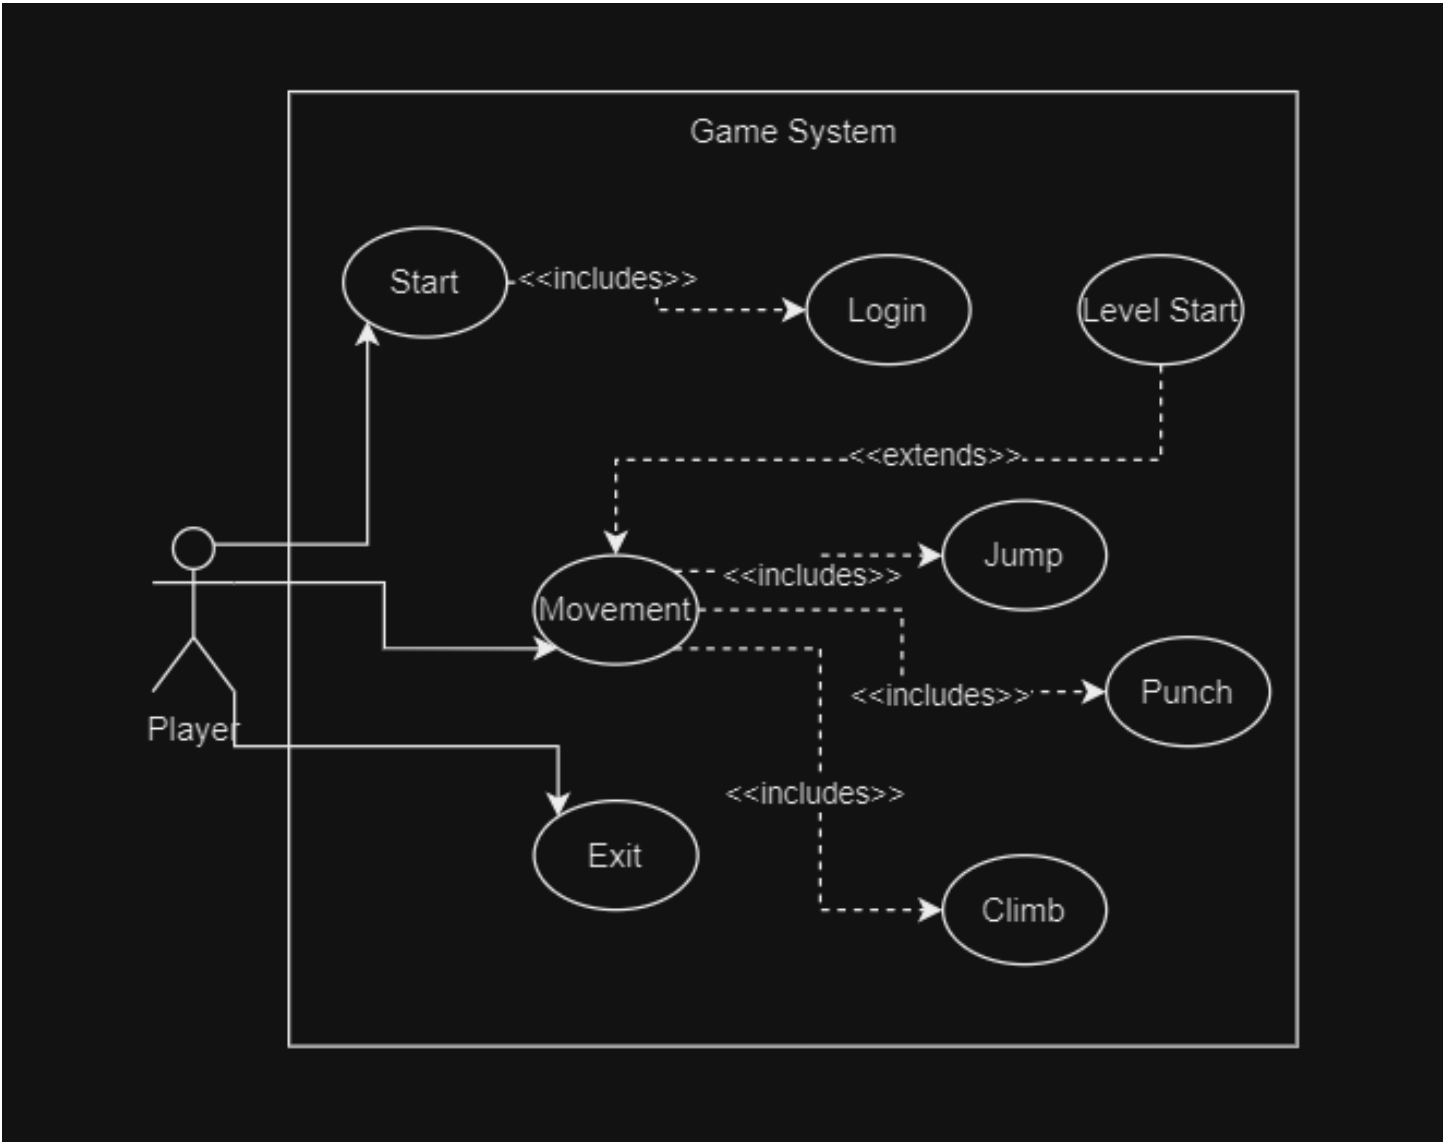 Game System
Start
<<includes>>
Login
Level Start
<<extends>>
Jump
<<includes>>
Movement
Punch
<<includes>>
Player
<<includes>>
Exit
Climb